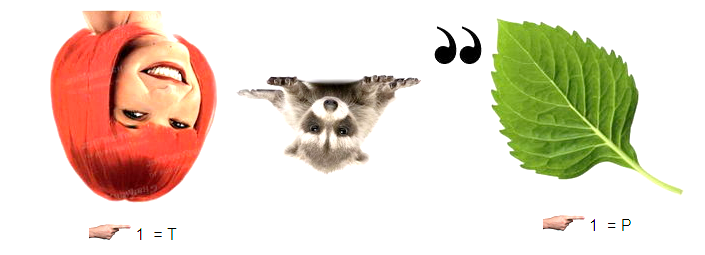 ,,
1 = T
1 = P